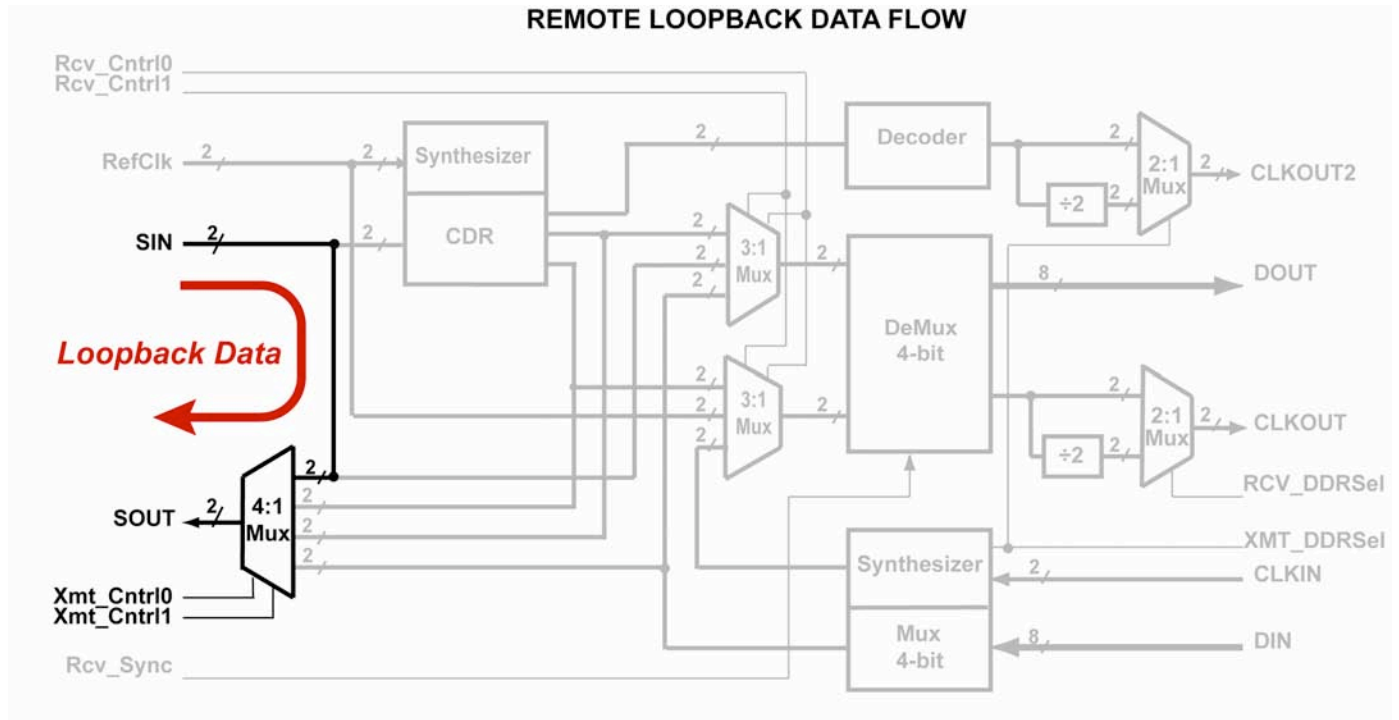 REMOTE LOOPBACK DATA FLOW
Rcv_Cntrl0
Rcv_Cntrl1
RefClk
2
2
Synthesizer
CDR
2
Decoder
2
2:1
Mux
2
CLKOUT2
÷2
2
SIN
2
2
2
2
2
3:1
Mux
2
8
DOUT
Loopback Data
DeMux
4-bit
2
2
2
3:1
Mux
2
2
2:1
Mux
2
CLKOUT
÷2
2
RCV_DDRSel
SOUT
2
4:1
Mux
2
2
2
2
Xmt_Cntrl0
Xmt_Cntrl1
Synthesizer
XMT_DDRSel
2
CLKIN
Mux
4-bit
8
DIN
Rcv_Sync